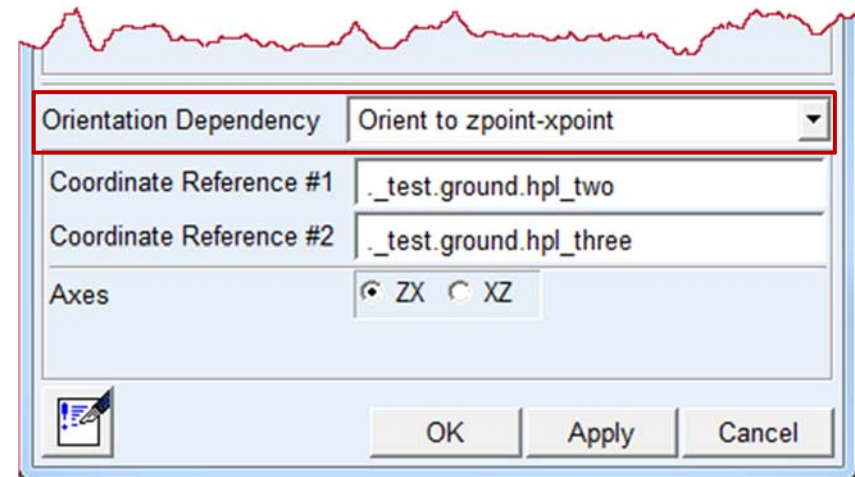 Orientation Dependency Orient to zpoint-xpoint
Coordinate Reference #1 ._test.ground.hpl_two
Coordinate Reference #2 ._test.ground.hpl_three
Axes ZX XZ
OK Apply Cancel